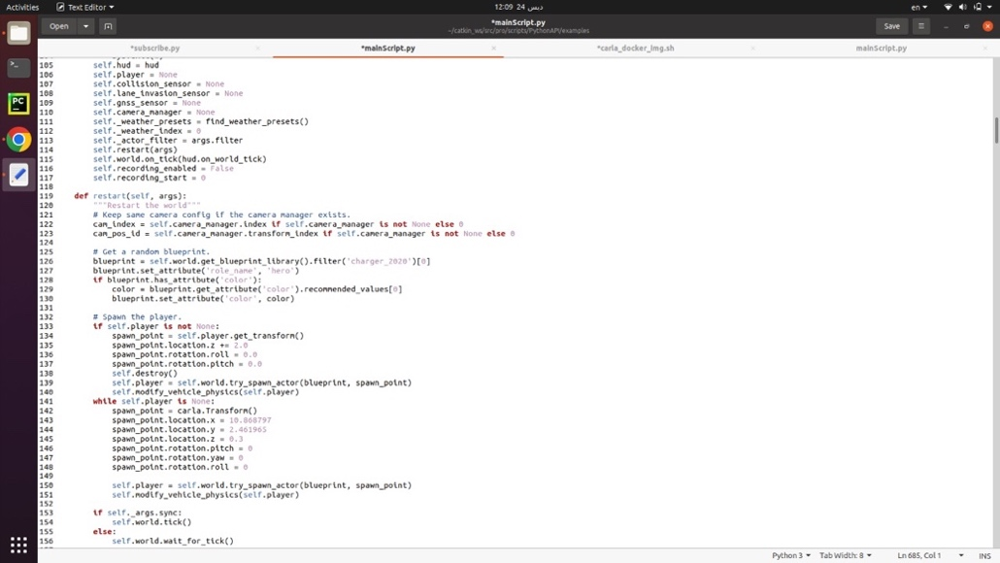 Activities
Text Editor
12:09 24 ديس
en
Open
*mainScript.py
~/catkin_ws/src/pro/scripts/PythonAPI/examples
Save
*subscribe.py
*mainScript.py
*carla_docker_img.sh
mainScript.py
105 self.hud = hud
106 self.player = None
107 self.collision_sensor = None
108 self.lane_invasion_sensor = None
109 self.gnss_sensor = None
110 self.camera_manager = None
111 self._weather_presets = find_weather_presets()
112 self._weather_index = 0
113 self._actor_filter = args.filter
114 self.restart(args)
115 self.world.on_tick(hud.on_world_tick)
116 self.recording_enabled = False
117 self.recording_start = 0
118
119 def restart(self, args):
120 """Restart the world"""
121 # Keep same camera config if the camera manager exists.
122 cam_index = self.camera_manager.index if self.camera_manager is not None else 0
123 cam_pos_id = self.camera_manager.transform_index if self.camera_manager is not None else 0
124
125 # Get a random blueprint.
126 blueprint = self.world.get_blueprint_library().filter('charger_2020')[0]
127 blueprint.set_attribute('role_name', 'hero')
128 if blueprint.has_attribute('color'):
129 color = blueprint.get_attribute('color').recommended_values[0]
130 blueprint.set_attribute('color', color)
131
132 # Spawn the player.
133 if self.player is not None:
134 spawn_point = self.player.get_transform()
135 spawn_point.location.z += 2.0
136 spawn_point.rotation.roll = 0.0
137 spawn_point.rotation.pitch = 0.0
138 self.destroy()
139 self.player = self.world.try_spawn_actor(blueprint, spawn_point)
140 self.modify_vehicle_physics(self.player)
141 while self.player is None:
142 spawn_point = carla.Transform()
143 spawn_point.location.x = 10.868797
144 spawn_point.location.y = 2.461965
145 spawn_point.location.z = 0.3
146 spawn_point.rotation.pitch = 0
147 spawn_point.rotation.yaw = 0
148 spawn_point.rotation.roll = 0
149
150 self.player = self.world.try_spawn_actor(blueprint, spawn_point)
151 self.modify_vehicle_physics(self.player)
152
153 if self._args.sync:
154 self.world.tick()
155 else:
156 self.world.wait_for_tick()
Python 3
Tab Width: 8
Ln 685, Col 1
INS